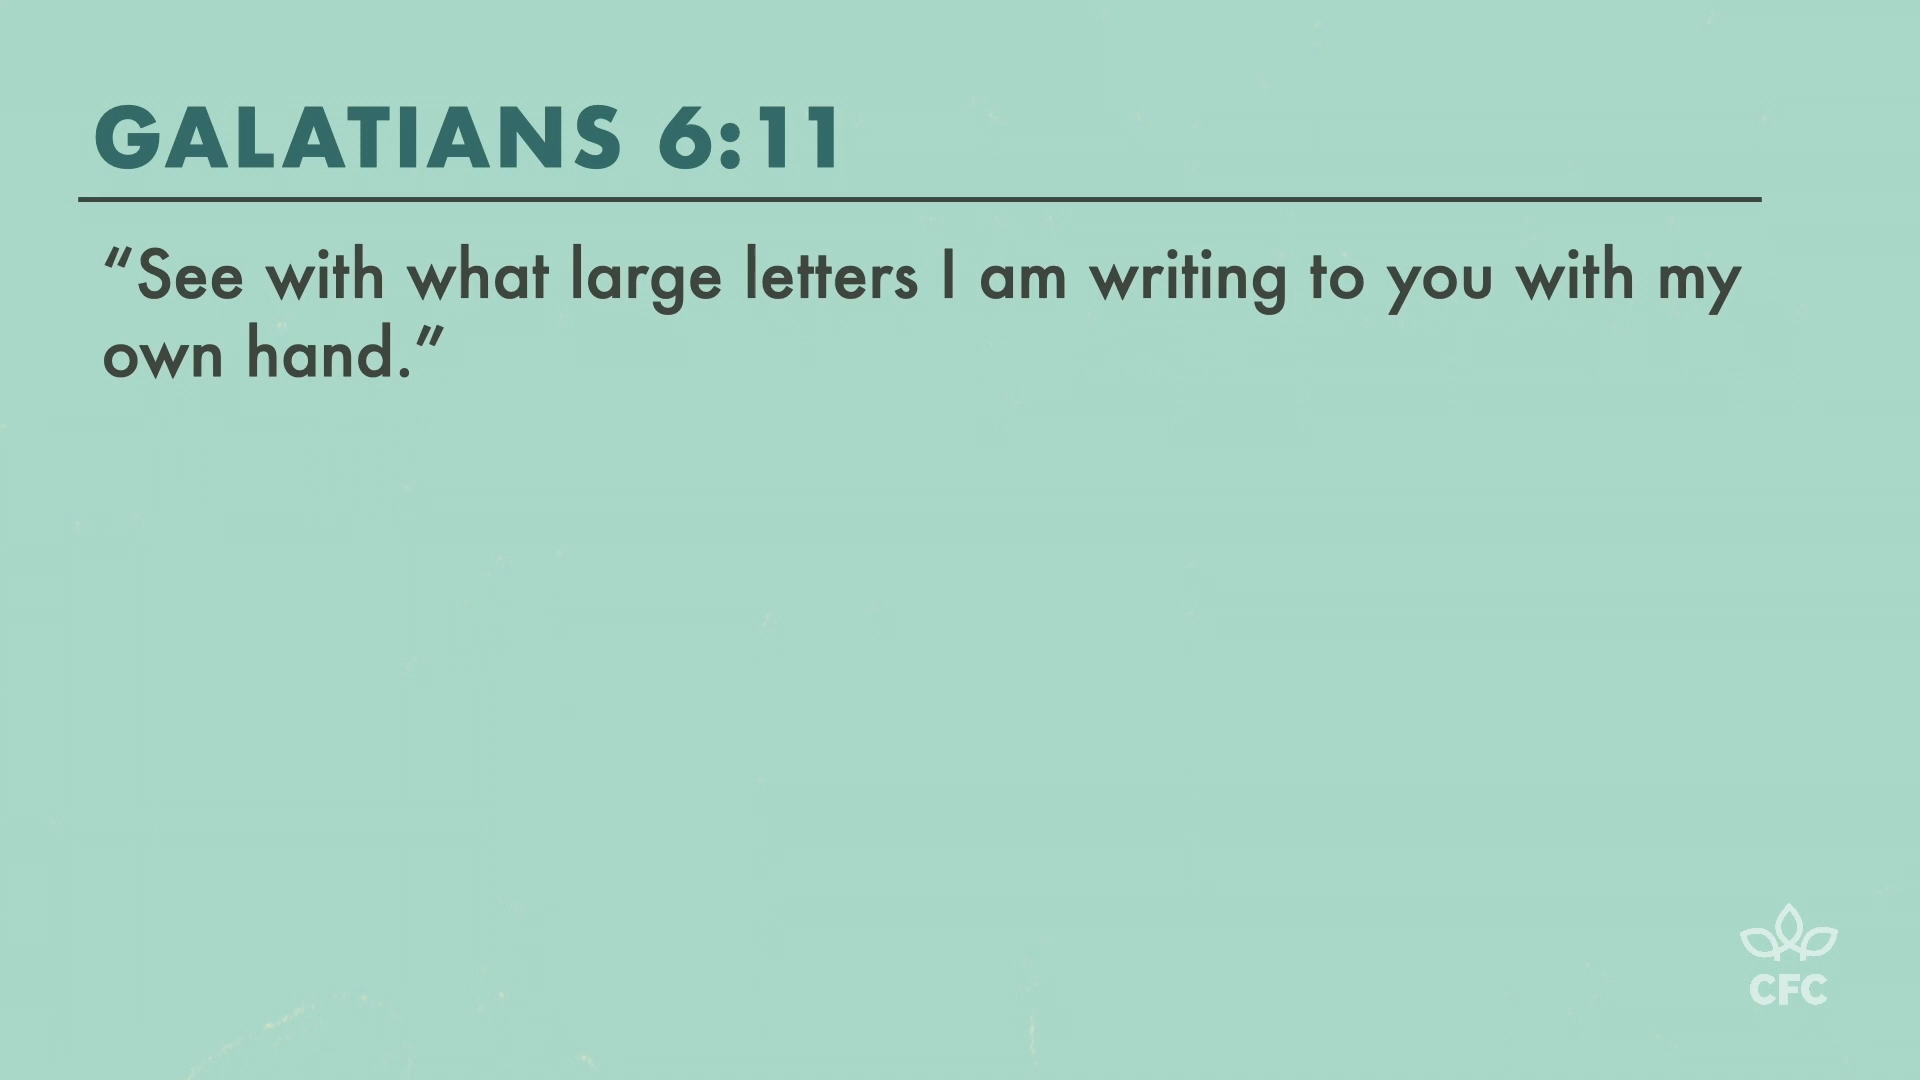 GALATIANS 6:11
“See with what large letters I am writing to you with my
own hand.”
CFC